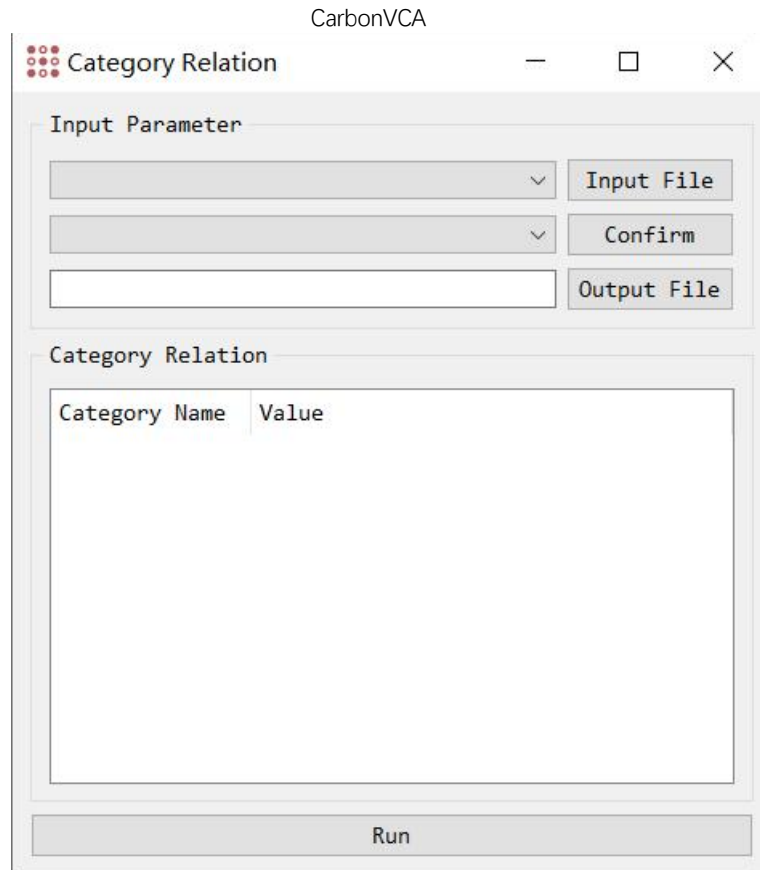 CarbonVCA
Category Relation
Input Parameter
Input File
Confirm
Output File
Category Relation
Category Name Value
Run